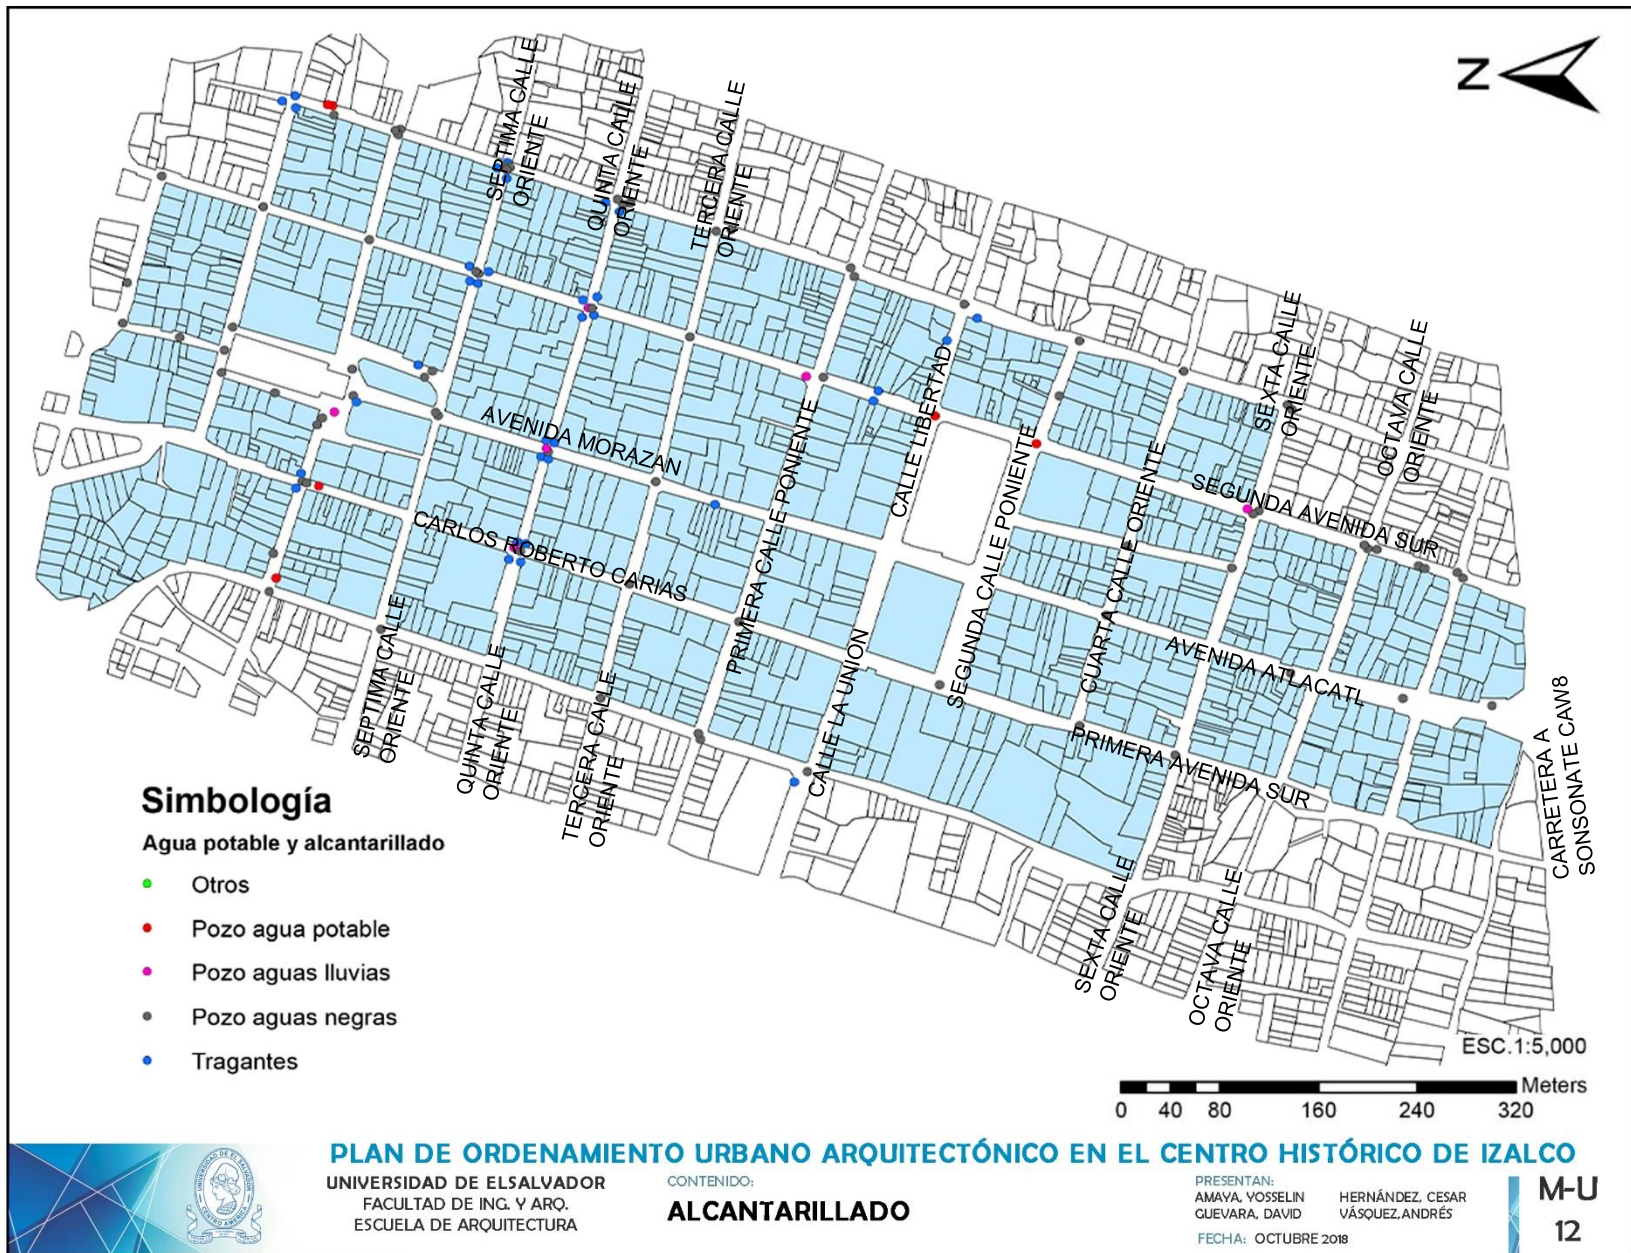 Z
SEPTIMA CALLE
ORIENTE
QUINTA CALLE
ORIENTE
TERCERA CALLE
ORIENTE
SEXTA CALLE
ORIENTE
OCTAVA CALLE
ORIENTE
AVENIDA MORAZAN
CARLOS ROBERTO CARIAS
PRIMERA CALLE PONIENTE
CALLE LIBERTAD
SEGUNDA CALLE PONIENTE
CUARTA CALLE ORIENTE
SEGUNDA AVENIDA SUR
AVENIDA ATLACATL
PRIMERA AVENIDA SUR
CALLE LA UNION
SEPTIMA CALLE
ORIENTE
QUINTA CALLE
ORIENTE
TERCERA CALLE
ORIENTE
SEXTA CALLE
ORIENTE
OCTAVA CALLE
ORIENTE
CARRETERA A
SONSONATE CAW8
Simbología
Agua potable y alcantarillado
Otros
Pozo agua potable
Pozo aguas lluvias
Pozo aguas negras
Tragantes
ESC.1:5,000
Meters
0 40 80 160 240 320
PLAN DE ORDENAMIENTO URBANO ARQUITECTÓNICO EN EL CENTRO HISTÓRICO DE IZALCO
UNIVERSIDAD DE ELSALVADOR
FACULTAD DE ING. Y ARQ.
ESCUELA DE ARQUITECTURA
CONTENIDO:
ALCANTARILLADO
PRESENTAN:
AMAYA, YOSSELIN HERNÁNDEZ, CESAR
GUEVARA, DAVID VÁSQUEZ,ANDRÉS
FECHA: OCTUBRE 2018
M-U
12